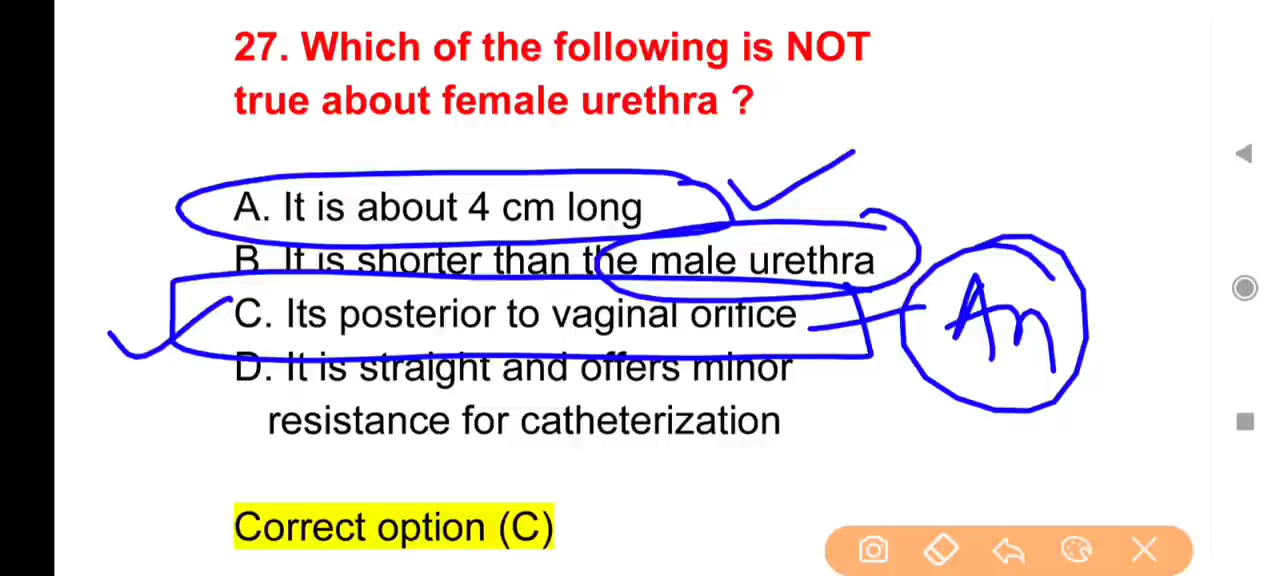 27. Which of the following is NOT
true about female urethra ?
A. It is about 4 cm long
B. It is shorter than the male urethra
C. Its posterior to vaginal orifice
An
D. It is straight and offers minor
resistance for catheterization
Correct option (C)